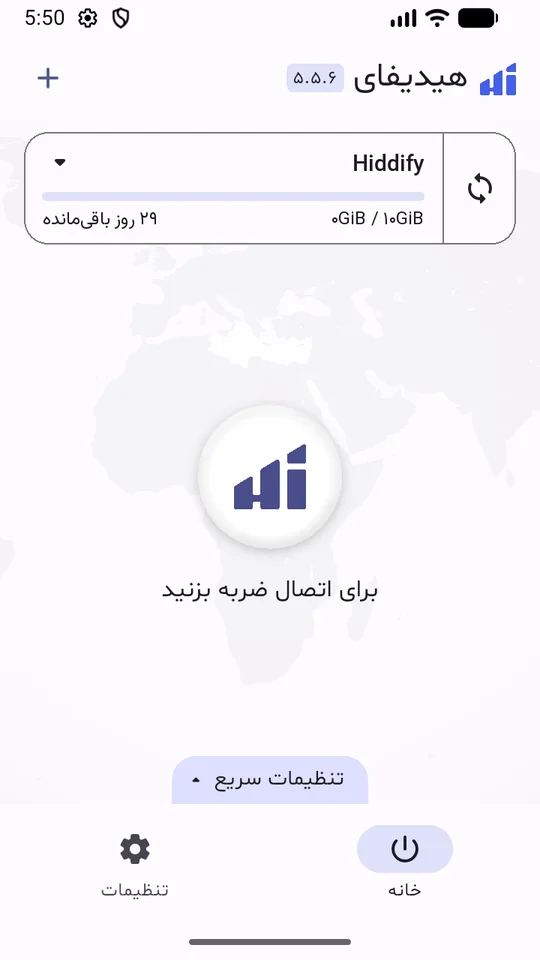 5:50
هیدیفای ۵.۵.۶
Hiddify
۰GiB / ۱۰GiB
۲۹ روز باقی‌مانده
برای اتصال ضربه بزنید
تنظیمات سریع
خانه
تنظیمات